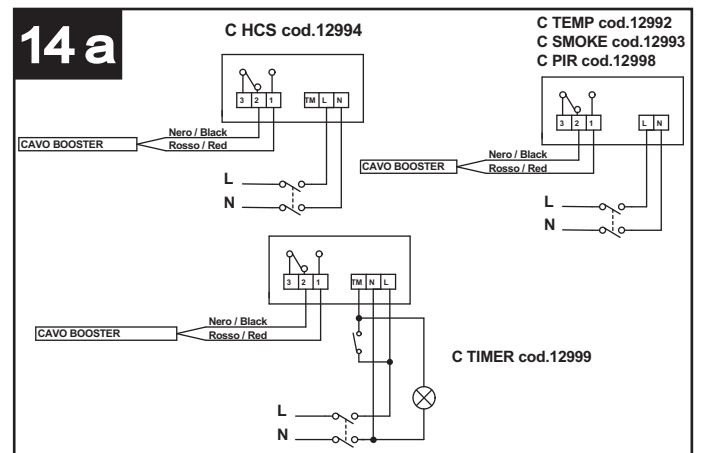 14 a
C HCS cod.12994
3 2 1 TM L N
CAVO BOOSTER
Nero / Black
Rosso / Red
L
N
C TEMP cod.12992
C SMOKE cod.12993
C PIR cod.12998
3 2 1 L N
CAVO BOOSTER
Nero / Black
Rosso / Red
L
N
3 2 1 TM N L
CAVO BOOSTER
Nero / Black
Rosso / Red
C TIMER cod.12999
L
N